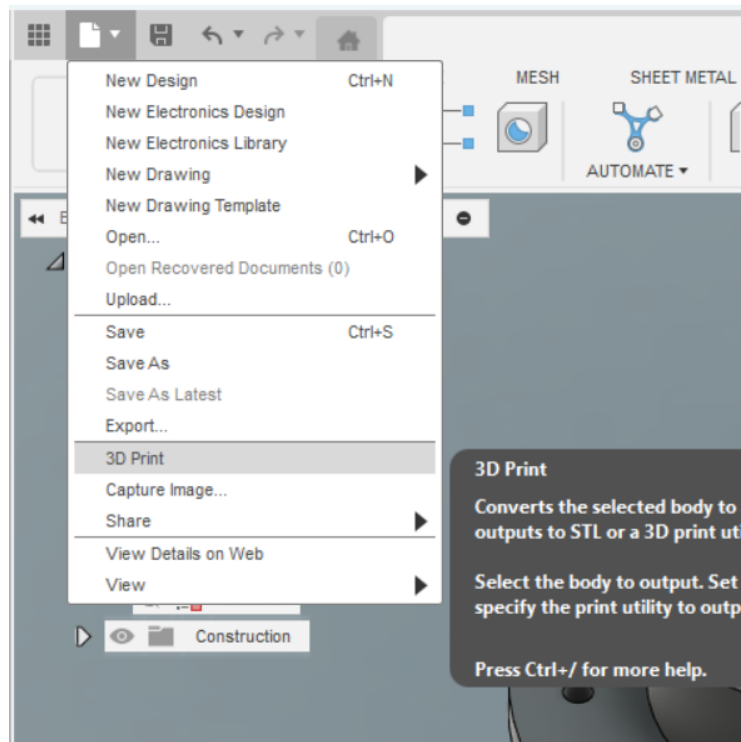 MESH SHEET METAL
AUTOMATE
New Design Ctrl+N
New Electronics Design
New Electronics Library
New Drawing
New Drawing Template
Open... Ctrl+O
Open Recovered Documents (0)
Upload...
Save Ctrl+S
Save As
Save As Latest
Export...
3D Print
Capture Image...
Share
View Details on Web
View
3D Print
Converts the selected body to
outputs to STL or a 3D print
Select the body to output. Set
specify the print utility to
Press Ctrl+/ for more help.
Construction